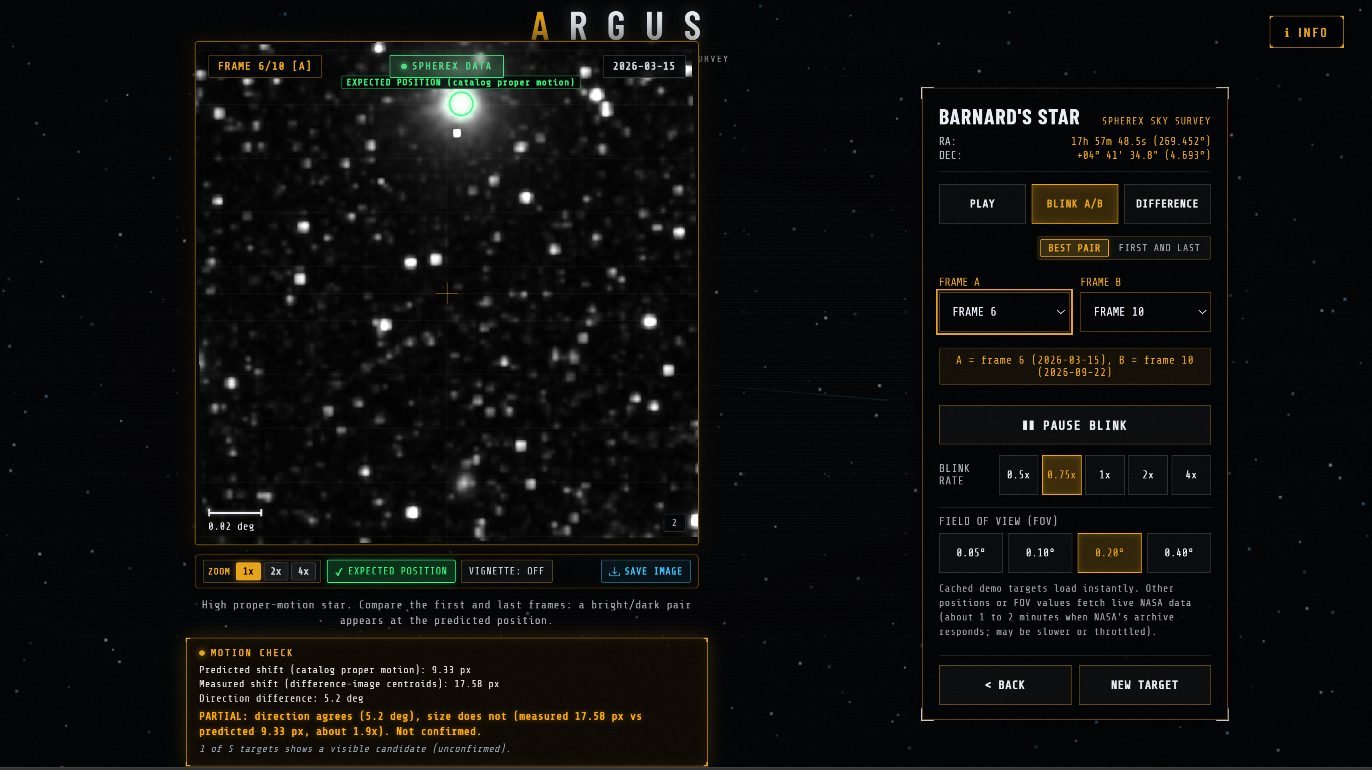 ARGUS
URVEY
ℹ INFO
FRAME 6/10 [A]
SPHEREX DATA
2026-03-15
EXPECTED POSITION (catalog proper motion)
0.02 deg
2
ZOOM 1x 2x 4x
✓ EXPECTED POSITION
VIGNETTE: OFF
SAVE IMAGE
High proper-motion star. Compare the first and last frames: a bright/dark pair
appears at the predicted position.
MOTION CHECK
Predicted shift (catalog proper motion): 9.33 px
Measured shift (difference-image centroids): 17.58 px
Direction difference: 5.2 deg
PARTIAL: direction agrees (5.2 deg), size does not (measured 17.58 px vs
predicted 9.33 px, about 1.9x). Not confirmed.
1 of 5 targets shows a visible candidate (unconfirmed).
BARNARD'S STAR SPHEREX SKY SURVEY
RA: 17h 57m 48.5s (269.452°)
DEC: +04° 41' 34.8" (4.693°)
PLAY BLINK A/B DIFFERENCE
BEST PAIR FIRST AND LAST
FRAME A FRAME B
FRAME 6 FRAME 10
A = frame 6 (2026-03-15), B = frame 10
(2026-09-22)
PAUSE BLINK
BLINK
RATE
0.5x 0.75x 1x 2x 4x
FIELD OF VIEW (FOV)
0.05° 0.10° 0.20° 0.40°
Cached demo targets load instantly. Other
positions or FOV values fetch live NASA data
(about 1 to 2 minutes when NASA's archive
responds; may be slower or throttled).
< BACK NEW TARGET